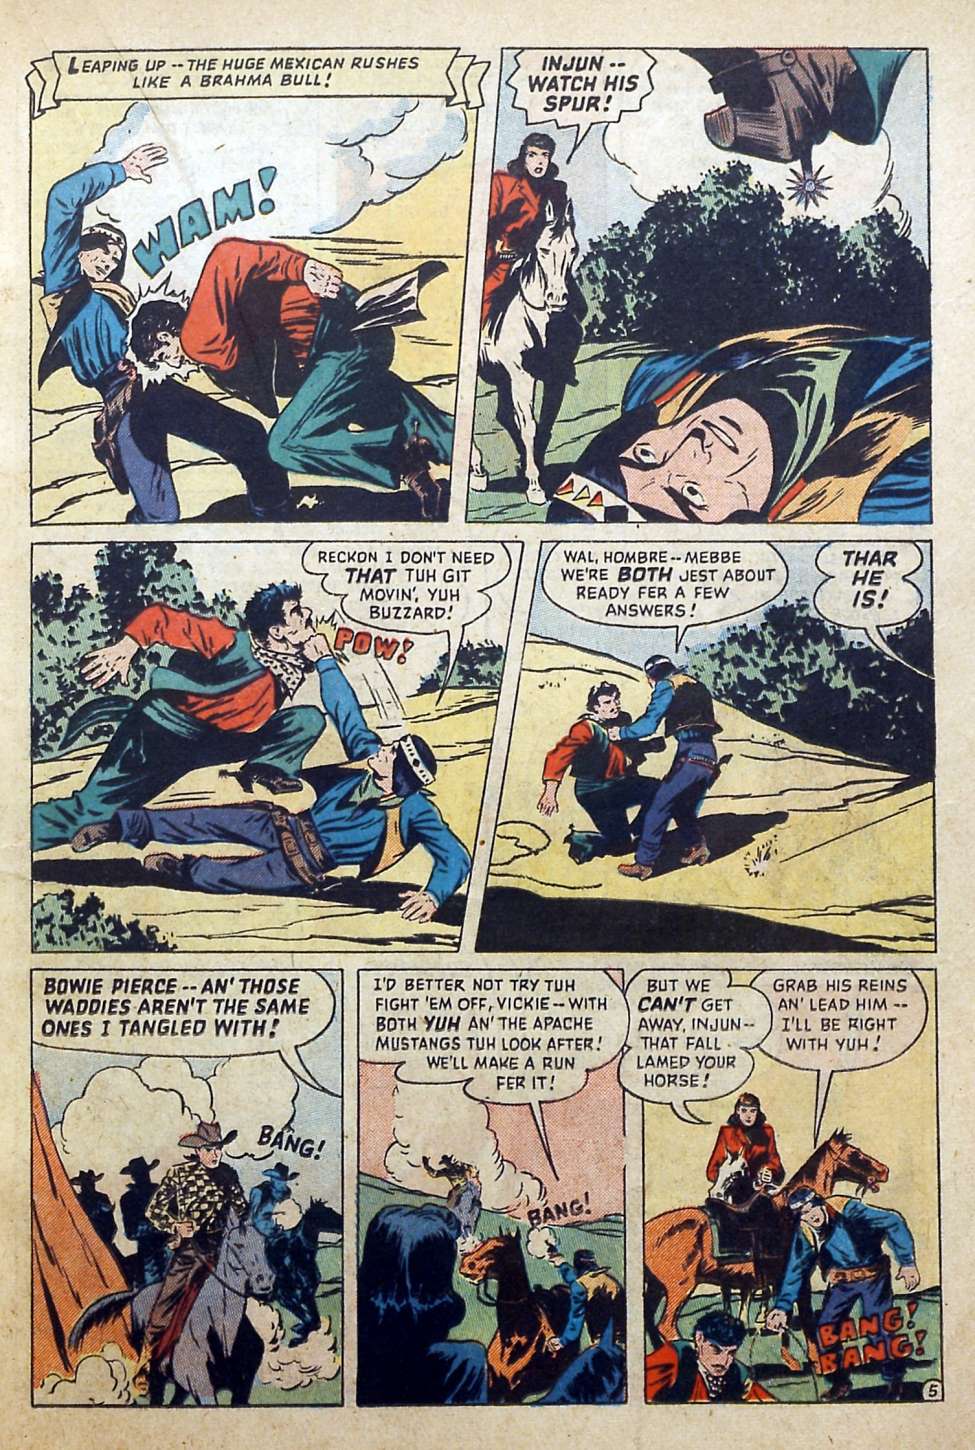 LEAPING UP -- THE HUGE MEXICAN RUSHES
LIKE A BRAHMA BULL!
WAM!
INJUN --
WATCH HIS
SPUR!
RECKON I DON'T NEED
THAT TUH GIT
MOVIN', YUH
BUZZARD!
POW!
WAL, HOMBRE -- MEBBE
WE'RE BOTH JEST ABOUT
READY FER A FEW
ANSWERS!
THAR
HE
IS!
BOWIE PIERCE -- AN' THOSE
WADDIES AREN'T THE SAME
ONES I TANGLED WITH!
BANG!
I'D BETTER NOT TRY TUH
FIGHT 'EM OFF, VICKIE -- WITH
BOTH YUH AN' THE APACHE
MUSTANGS TUH LOOK AFTER!
WE'LL MAKE A RUN
FER IT!
BANG!
BUT WE
CAN'T GET
AWAY, INJUN --
THAT FALL
LAMED YOUR
HORSE!
GRAB HIS REINS
AN' LEAD HIM --
I'LL BE RIGHT
WITH YUH!
BANG!
BANG!
5